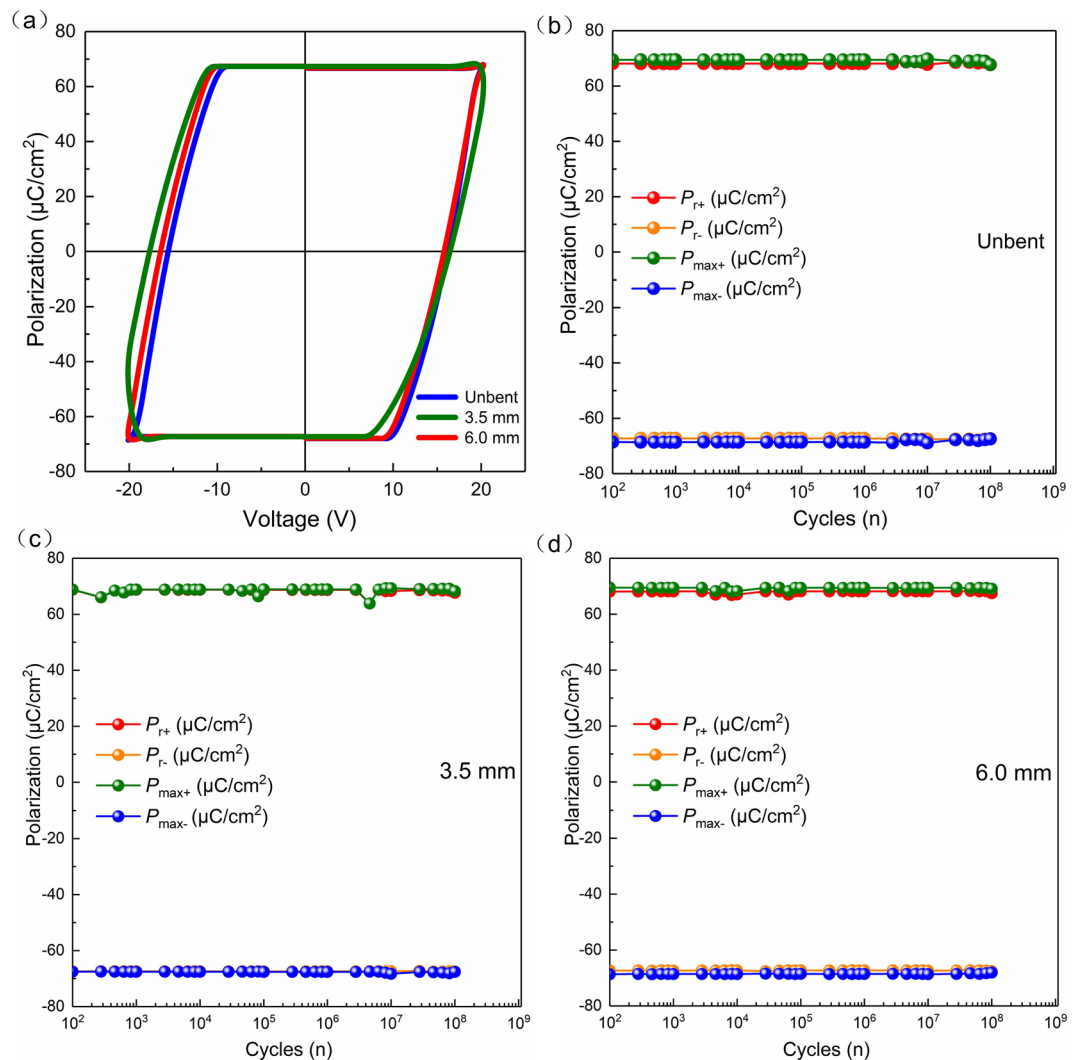 （a）
80
60
40
20
0
-20
-40
-60
-80
Polarization (μC/cm²)
-20 -10 0 10 20
Voltage (V)
Unbent
3.5 mm
6.0 mm
（b）
80
60
40
20
0
-20
-40
-60
-80
Polarization (μC/cm²)
Pr+ (μC/cm²)
Pr- (μC/cm²)
Pmax+ (μC/cm²)
Pmax- (μC/cm²)
Unbent
10² 10³ 10⁴ 10⁵ 10⁶ 10⁷ 10⁸ 10⁹
Cycles (n)
（c）
80
60
40
20
0
-20
-40
-60
-80
Polarization (μC/cm²)
Pr+ (μC/cm²)
Pr- (μC/cm²)
Pmax+ (μC/cm²)
Pmax- (μC/cm²)
3.5 mm
10² 10³ 10⁴ 10⁵ 10⁶ 10⁷ 10⁸ 10⁹
Cycles (n)
（d）
80
60
40
20
0
-20
-40
-60
-80
Polarization (μC/cm²)
Pr+ (μC/cm²)
Pr- (μC/cm²)
Pmax+ (μC/cm²)
Pmax- (μC/cm²)
6.0 mm
10² 10³ 10⁴ 10⁵ 10⁶ 10⁷ 10⁸ 10⁹
Cycles (n)